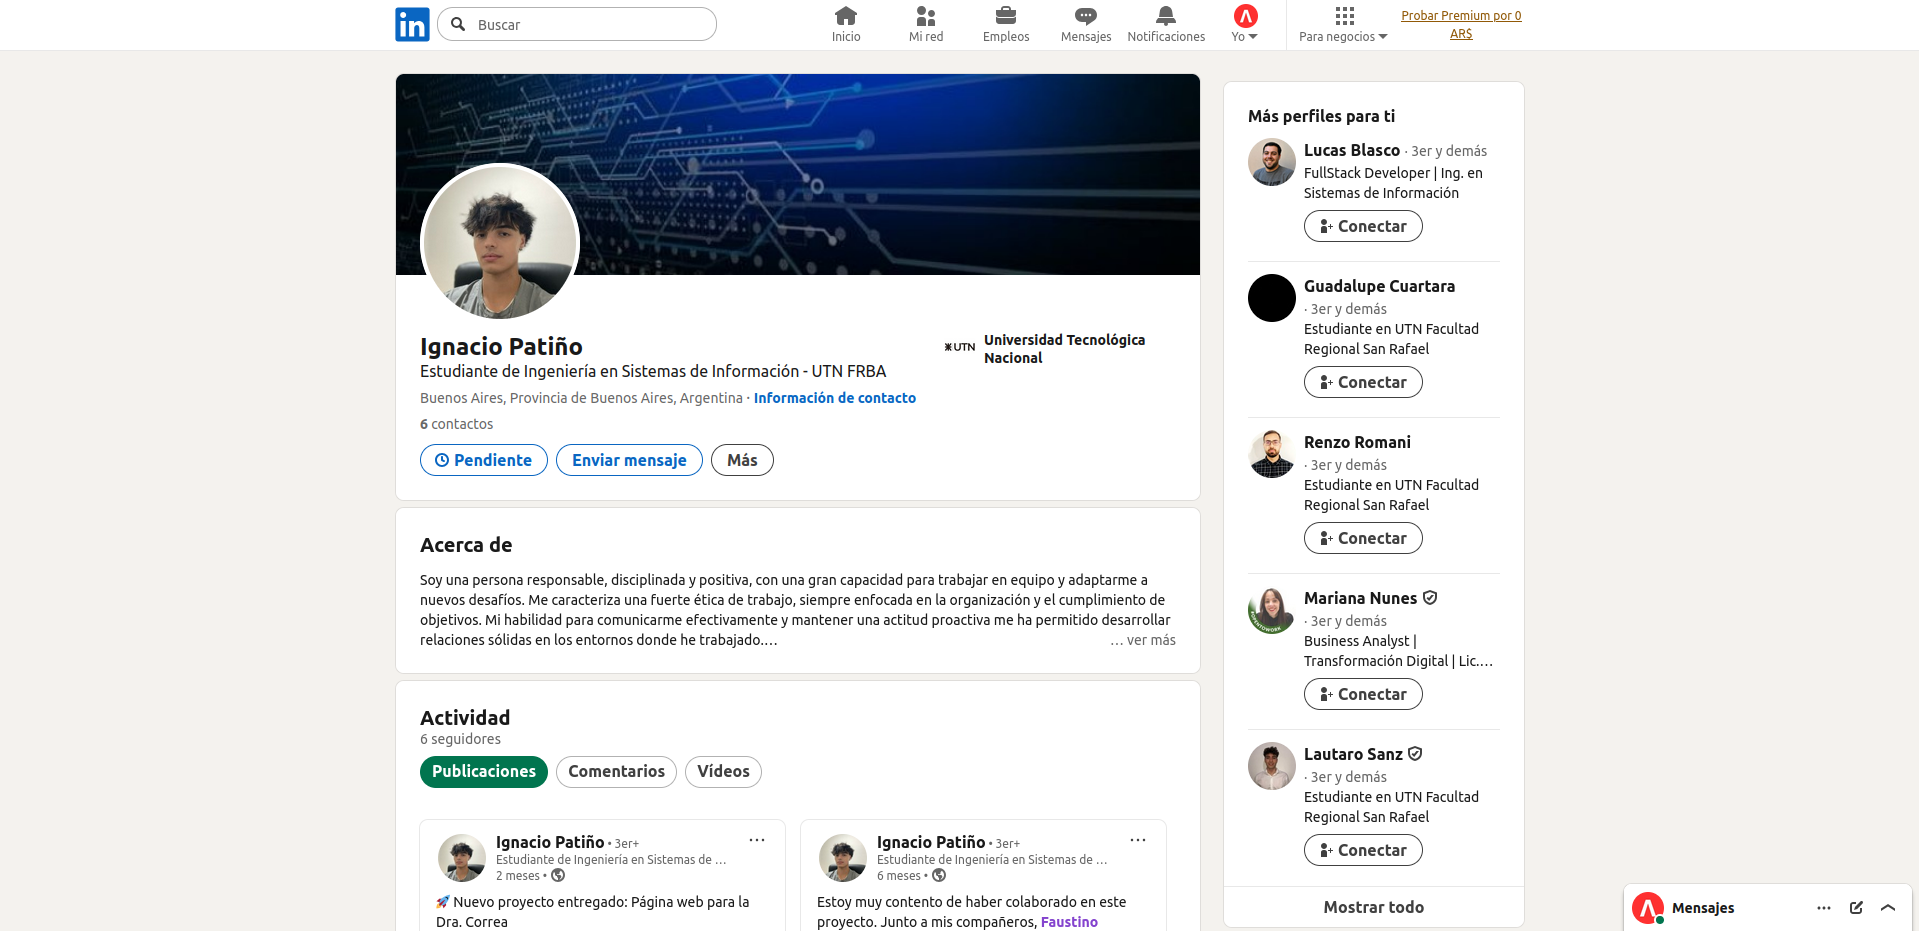 in
Buscar
Inicio
Mi red
Empleos
Mensajes
Notificaciones
Yo
Para negocios
Probar Premium por 0
AR$
Ignacio Patiño
Estudiante de Ingeniería en Sistemas de Información - UTN FRBA
Buenos Aires, Provincia de Buenos Aires, Argentina · Información de contacto
6 contactos
UTN
Universidad Tecnológica
Nacional
Pendiente
Enviar mensaje
Más
Acerca de
Soy una persona responsable, disciplinada y positiva, con una gran capacidad para trabajar en equipo y adaptarme a
nuevos desafíos. Me caracteriza una fuerte ética de trabajo, siempre enfocada en la organización y el cumplimiento de
objetivos. Mi habilidad para comunicarme efectivamente y mantener una actitud proactiva me ha permitido desarrollar
relaciones sólidas en los entornos donde he trabajado.…
… ver más
Actividad
6 seguidores
Publicaciones
Comentarios
Vídeos
Ignacio Patiño • 3er+
Estudiante de Ingeniería en Sistemas de …
2 meses •
🚀 Nuevo proyecto entregado: Página web para la
Dra. Correa
Ignacio Patiño • 3er+
Estudiante de Ingeniería en Sistemas de …
6 meses •
Estoy muy contento de haber colaborado en este
proyecto. Junto a mis compañeros, Faustino
Más perfiles para ti
Lucas Blasco · 3er y demás
FullStack Developer | Ing. en
Sistemas de Información
Conectar
Guadalupe Cuartara
· 3er y demás
Estudiante en UTN Facultad
Regional San Rafael
Conectar
Renzo Romani
· 3er y demás
Estudiante en UTN Facultad
Regional San Rafael
Conectar
Mariana Nunes
· 3er y demás
Business Analyst |
Transformación Digital | Lic.…
Conectar
Lautaro Sanz
· 3er y demás
Estudiante en UTN Facultad
Regional San Rafael
Conectar
Mostrar todo
Mensajes